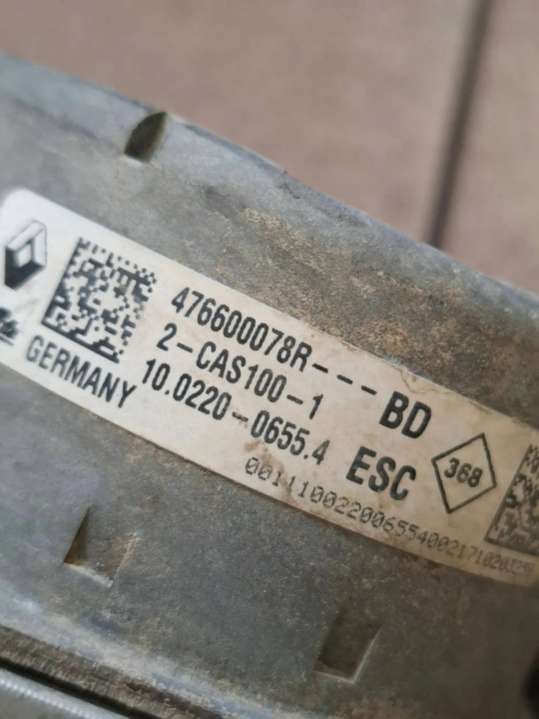 476600078R---BD
2-CAS100-1
10.0220-0655.4 ESC
GERMANY
368